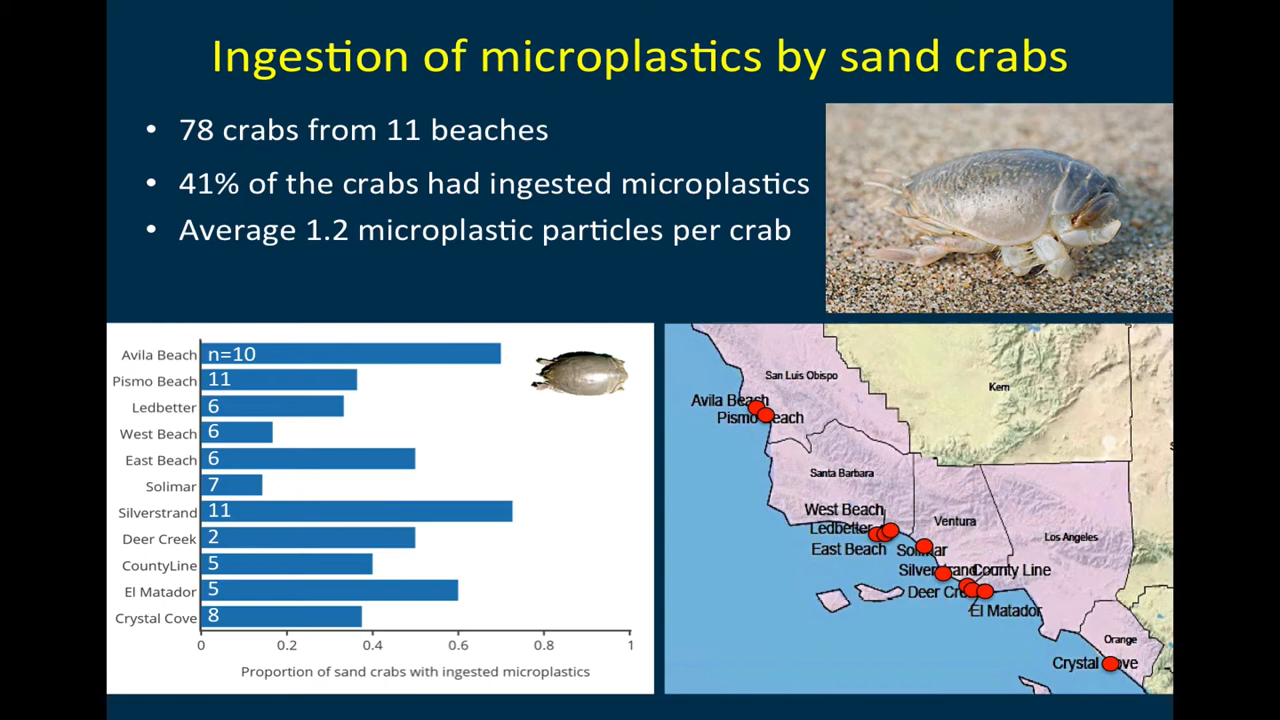 Ingestion of microplastics by sand crabs
• 78 crabs from 11 beaches
• 41% of the crabs had ingested microplastics
• Average 1.2 microplastic particles per crab
Avila Beach n=10
Pismo Beach 11
Ledbetter 6
West Beach 6
East Beach 6
Solimar 7
Silverstrand 11
Deer Creek 2
CountyLine 5
El Matador 5
Crystal Cove 8
0 0.2 0.4 0.6 0.8 1
Proportion of sand crabs with ingested microplastics
San Luis Obispo
Kern
Avila Beach
Pismo Beach
Santa Barbara
West Beach
Ventura
Ledbetter
Los Angeles
East Beach
Solimar
Silverstrand
County Line
Deer Cre
El Matador
Orange
Crystal Cove